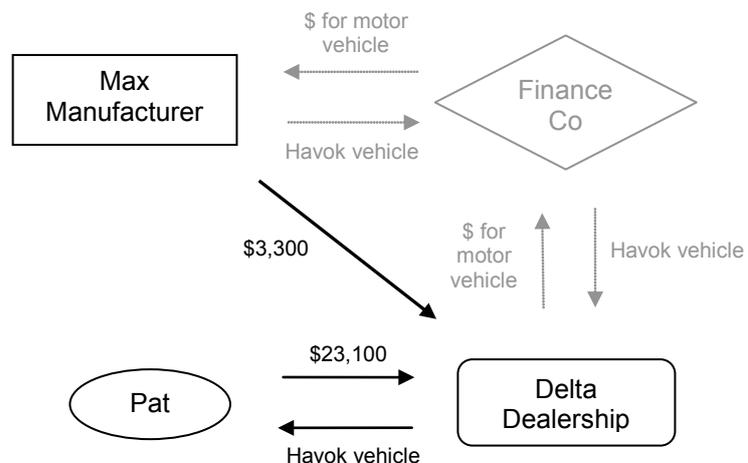 $ for motor
vehicle
Max
Manufacturer
Finance
Co
Havok vehicle
$3,300
$ for
motor
vehicle
Havok vehicle
$23,100
Pat
Delta
Dealership
Havok vehicle